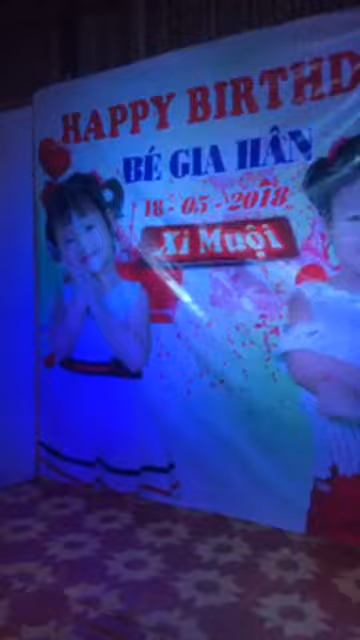 HAPPY BIRTHD
BÉ GIA HÂN
18 - 05 - 2018
Xí Muội